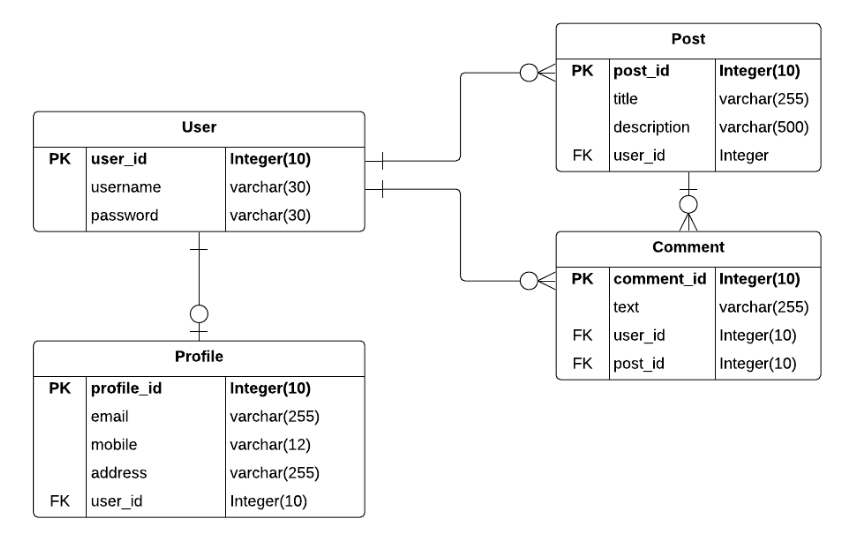 User
PK user_id Integer(10)
username varchar(30)
password varchar(30)
Profile
PK profile_id Integer(10)
email varchar(255)
mobile varchar(12)
address varchar(255)
FK user_id Integer(10)
Post
PK post_id Integer(10)
title varchar(255)
description varchar(500)
FK user_id Integer
Comment
PK comment_id Integer(10)
text varchar(255)
FK user_id Integer(10)
FK post_id Integer(10)